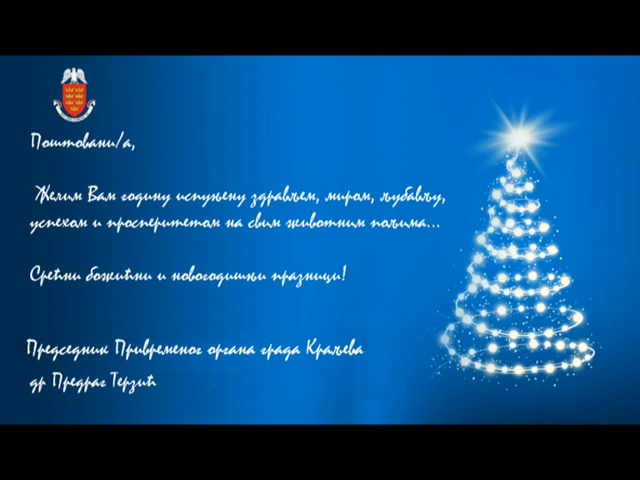 Поштовани/а,
Желим Вам годину испуњену здрављем, миром, љубављу,
успехом и просперитетом на свим животним пољима...
Срећни божићни и новогодишњи празници!
Председник Привременог органа града Краљева
др Предраг Терзић